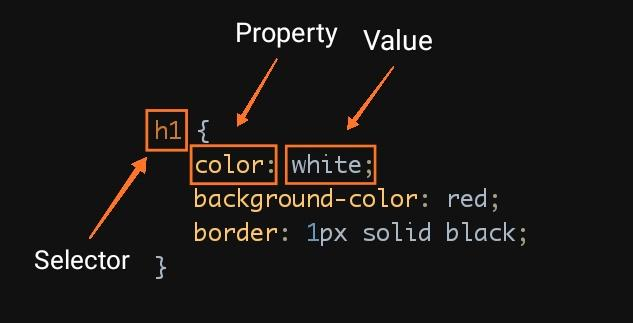 Property Value
h1 {
color: white;
background-color: red;
border: 1px solid black;
Selector
}